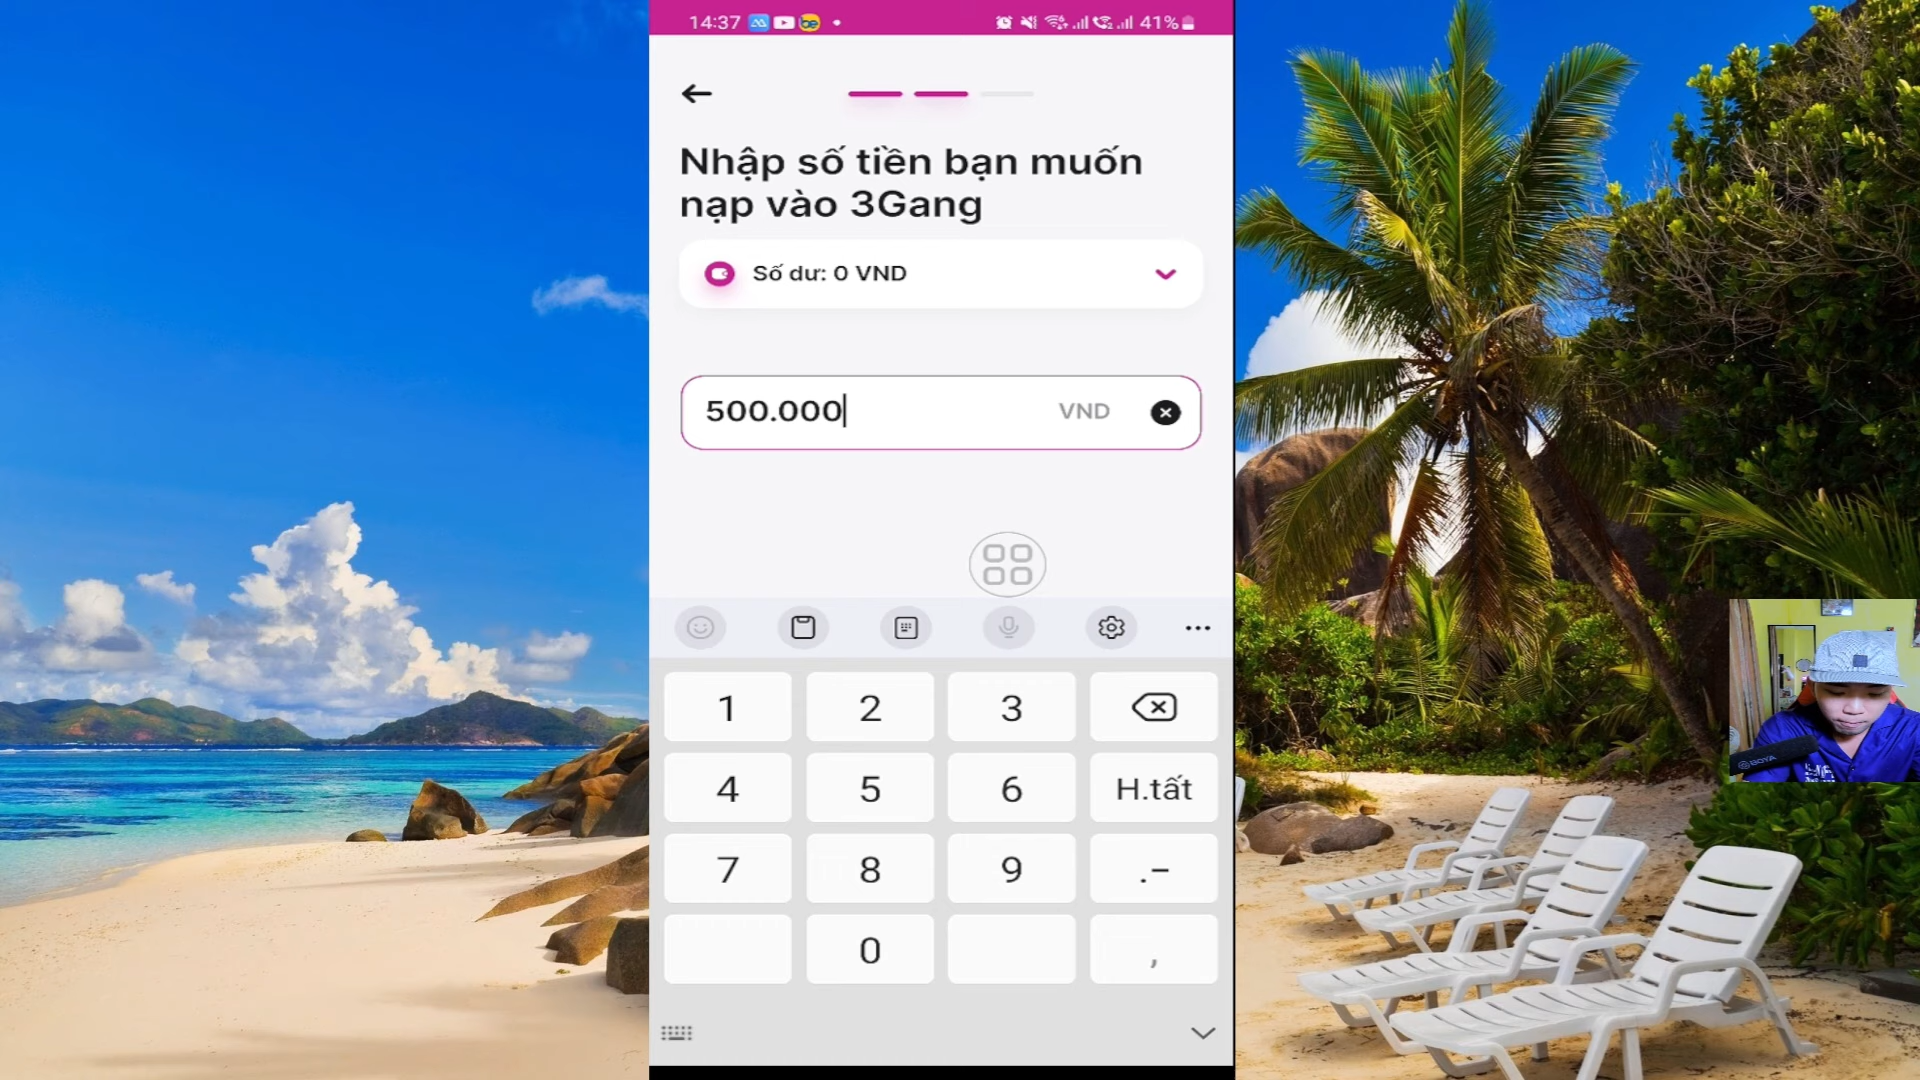 14:37
41%
Nhập số tiền bạn muốn
nạp vào 3Gang
Số dư: 0 VND
500.000
VND
1
2
3
4
5
6
H.tất
7
8
9
.-
0
,
BOYA